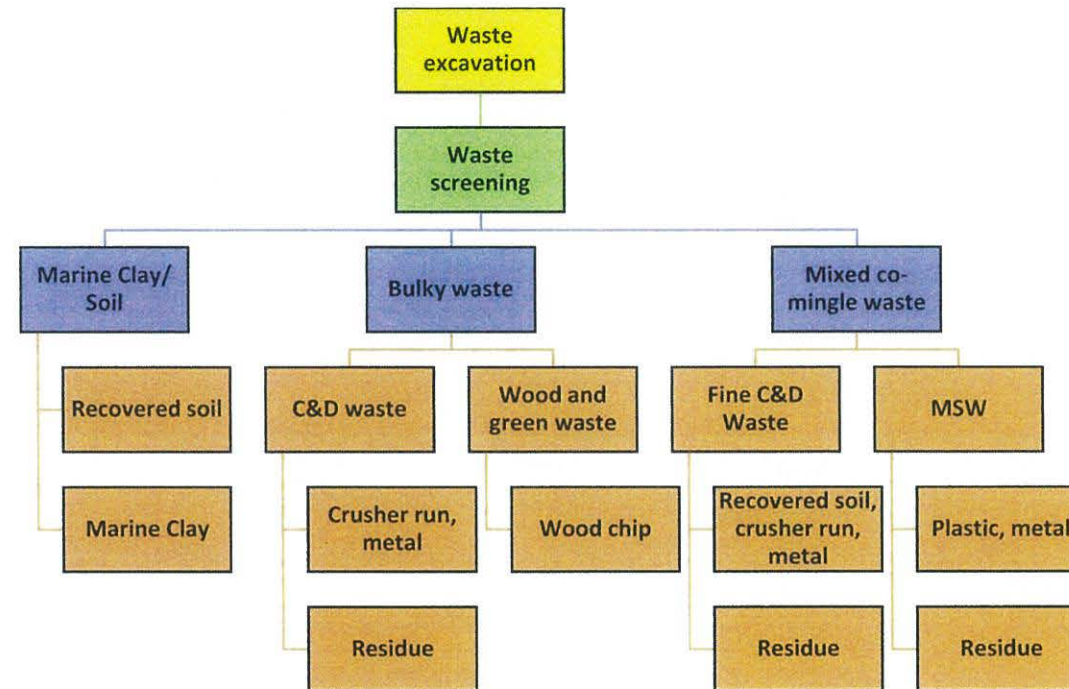 Waste
excavation
Waste
screening
Marine Clay/
Soil
Bulky waste
Mixed co-
mingle waste
Recovered soil
C&D waste
Wood and
green waste
Fine C&D
Waste
MSW
Marine Clay
Crusher run,
metal
Wood chip
Recovered soil,
crusher run,
metal
Plastic, metal
Residue
Residue
Residue